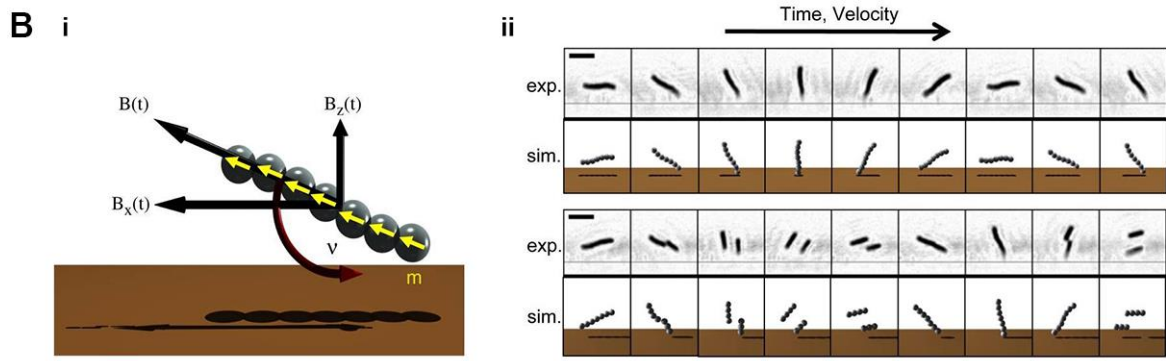 B i
B(t)
B_z(t)
B_x(t)
ν
m
ii
Time, Velocity
exp.
sim.
exp.
sim.